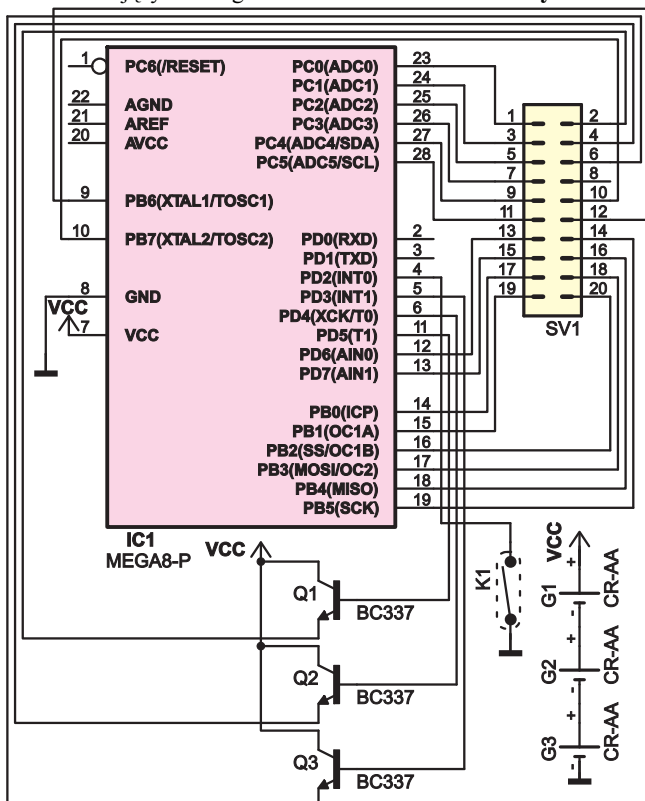 1 PC6(/RESET) PC0(ADC0) 23
PC1(ADC1) 24
22 AGND PC2(ADC2) 25
21 AREF PC3(ADC3) 26
20 AVCC PC4(ADC4/SDA) 27
PC5(ADC5/SCL) 28
9 PB6(XTAL1/TOSC1)
10 PB7(XTAL2/TOSC2) PD0(RXD) 2
PD1(TXD) 3
PD2(INT0) 4
8 GND PD3(INT1) 5
VCC PD4(XCK/T0) 6
7 VCC PD5(T1) 11
PD6(AIN0) 12
PD7(AIN1) 13
PB0(ICP) 14
PB1(OC1A) 15
PB2(SS/OC1B) 16
PB3(MOSI/OC2) 17
PB4(MISO) 18
PB5(SCK) 19
IC1
MEGA8-P
1 2
3 4
5 6
7 8
9 10
11 12
13 14
15 16
17 18
19 20
SV1
VCC
Q1
BC337
Q2
BC337
Q3
BC337
K1
VCC
+
G1 CR-AA
-
+
G2 CR-AA
-
+
G3 CR-AA
-